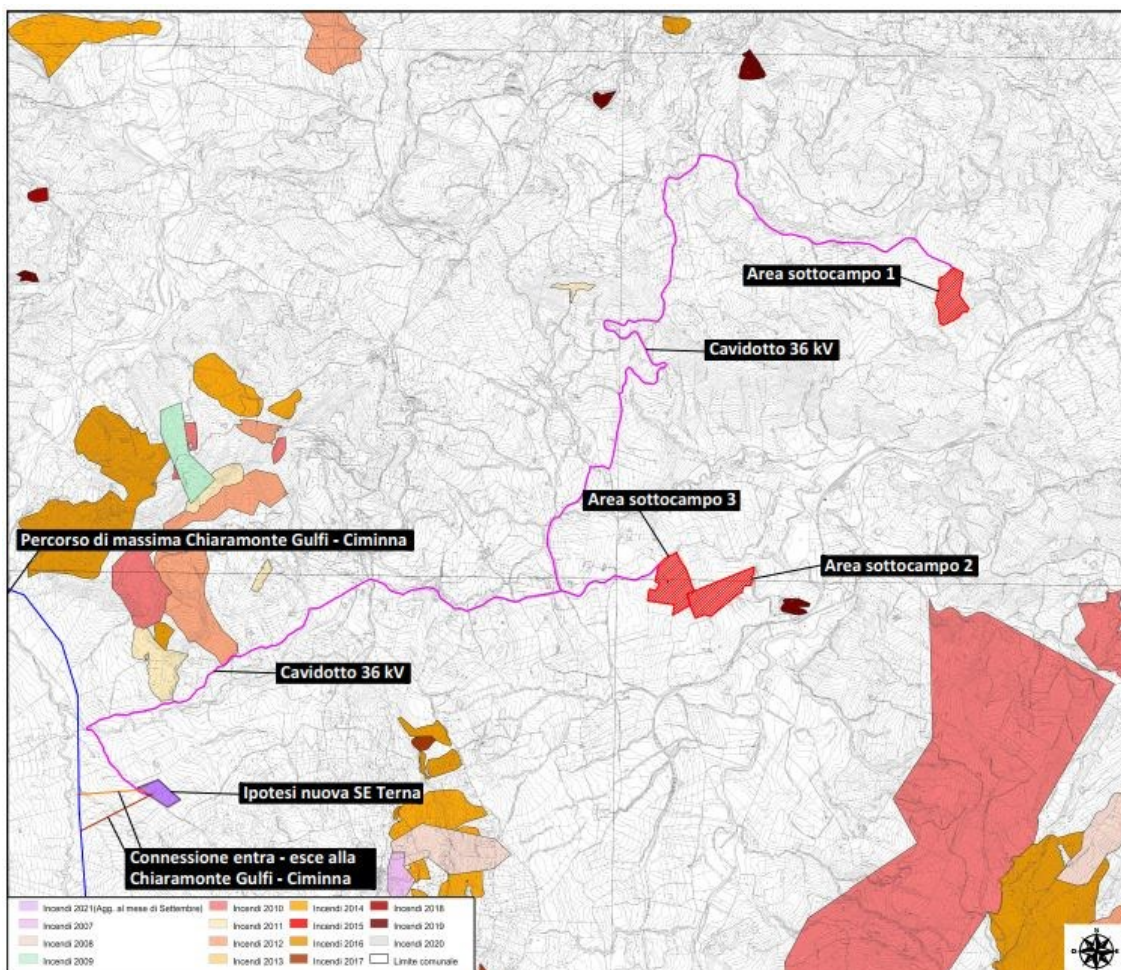 Area sottocampo 1
Cavidotto 36 kV
Area sottocampo 3
Percorso di massima Chiaramonte Gulfi - Ciminna
Area sottocampo 2
Cavidotto 36 kV
Ipotesi nuova SE Terna
Connessione entra - esce alla
Chiaramonte Gulfi - Ciminna
Incendi 2021(Agg. al mese di Settembre)
Incendi 2007
Incendi 2008
Incendi 2009
Incendi 2010
Incendi 2011
Incendi 2012
Incendi 2013
Incendi 2014
Incendi 2015
Incendi 2016
Incendi 2017
Incendi 2018
Incendi 2019
Incendi 2020
Limite comunale
N
O
E
S